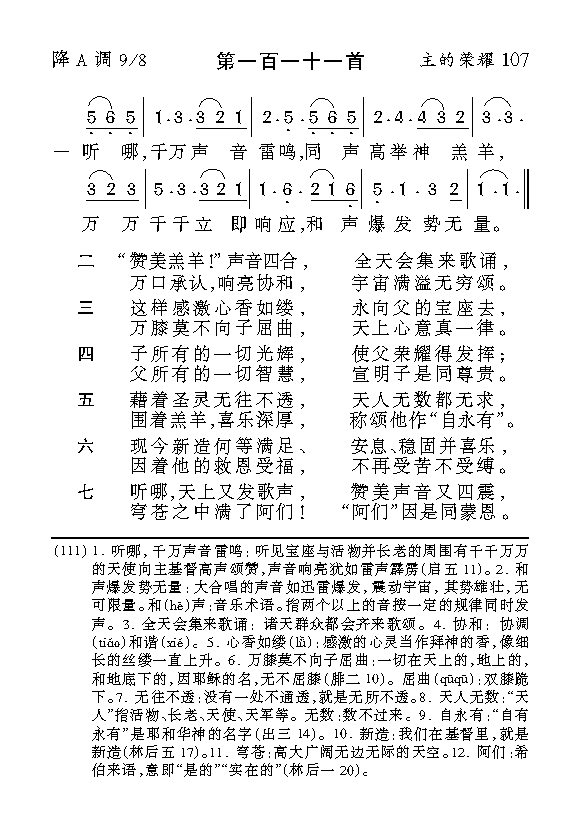 降 A 调 9/8 第一百一十一首 主的荣耀 107
5 6 5 | 1 · 3 · 3 2 1 | 2 · 5 · 5 6 5 | 2 · 4 · 4 3 2 | 3 · 3 ·
一 听 哪,千万声 音 雷鸣,同 声 高举神 羔 羊,
3 2 3 | 5 · 3 · 3 2 1 | 1 · 6 · 2 1 6 | 5 · 1 · 3 2 | 1 · 1 ·
万 万 千千立 即 响应,和 声爆发势无量。
二 “赞美羔羊!”声音四合, 全天会集来歌诵,
万口承认,响亮协和, 宇宙满溢无穷颂。
三 这样感激心香如缕, 永向父的宝座去,
万膝莫不向子屈曲, 天上心意真一律。
四 子所有的一切光辉, 使父荣耀得发挥;
父所有的一切智慧, 宣明子是同尊贵。
五 藉着圣灵无往不透, 天人无数都无求,
围着羔羊,喜乐深厚, 称颂他作“自永有”。
六 现今新造何等满足、 安息、稳固并喜乐,
因着他的救恩受福, 不再受苦不受缚。
七 听哪,天上又发歌声, 赞美声音又四震,
穹苍之中满了阿们! “阿们”因是同蒙恩。
(111) 1. 听哪, 千万声音雷鸣: 听见宝座与活物并长老的周围有千千万万
的天使向主基督高声颂赞,声音响亮犹如雷声霹雳(启五 11)。2. 和
声爆发势无量: 大合唱的声音如迅雷爆发, 震动宇宙, 其势雄壮, 无
可限量。和(hè)声:音乐术语。指两个以上的音按一定的规律同时发
声。 3. 全天会集来歌诵: 诸天群众都会齐来歌颂。 4. 协和: 协调
(tiáo)和谐(xié)。 5. 心香如缕(lǚ):感激的心灵当作拜神的香,像细
长的丝缕一直上升。 6. 万膝莫不向子屈曲:一切在天上的,地上的,
和地底下的,因耶稣的名,无不屈膝(腓二 10)。 屈曲(qūqū):双膝跪
下。7. 无往不透:没有一处不通透,就是无所不透。8. 天人无数:“天
人”指活物、长老、天使、天军等。 无数:数不过来。 9. 自永有:“自有
永有”是耶和华神的名字(出三 14)。 10. 新造:我们在基督里, 就是
新造(林后五 17)。11. 穹苍:高大广阔无边无际的天空。12. 阿们:希
伯来语,意即“是的”“实在的”(林后一 20)。